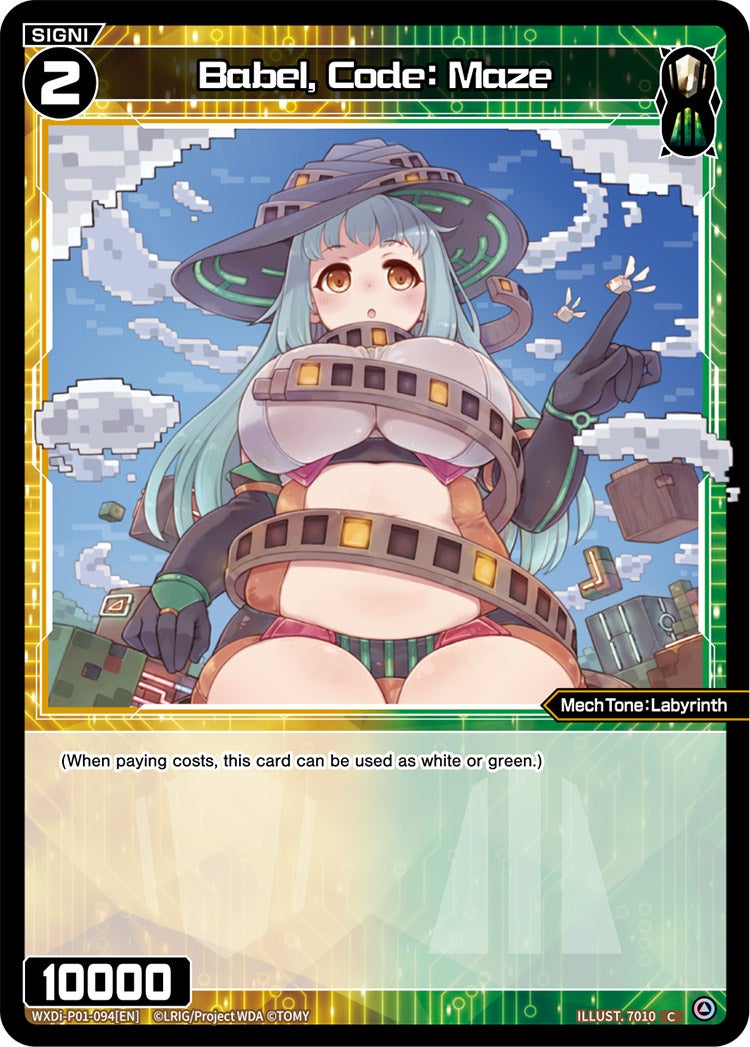 SIGNI
2
Babel, Code: Maze
MechTone:Labyrinth
(When paying costs, this card can be used as white or green.)
10000
WXDi-P01-094[EN] ©LRIG/Project WDA ©TOMY
ILLUST. 7010 C